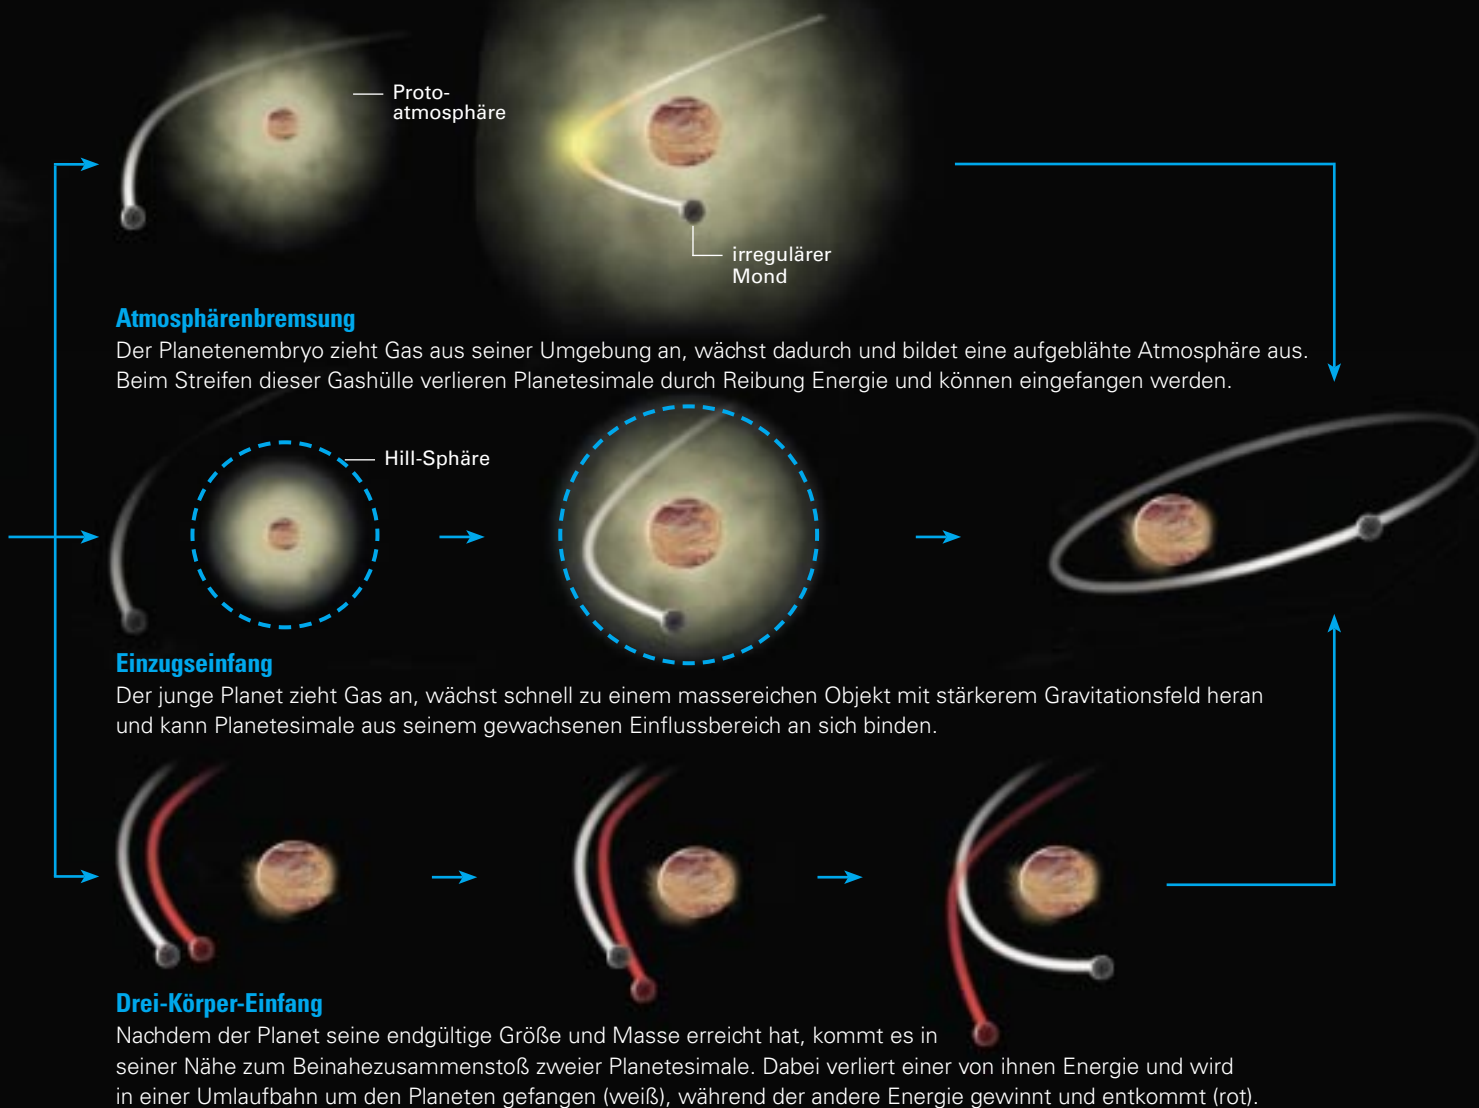 Proto-
atmosphäre
irregulärer
Mond
Atmosphärenbremsung
Der Planetenembryo zieht Gas aus seiner Umgebung an, wächst dadurch und bildet eine aufgeblähte Atmosphäre aus.
Beim Streifen dieser Gashülle verlieren Planetesimale durch Reibung Energie und können eingefangen werden.
Hill-Sphäre
Einzugseinfang
Der junge Planet zieht Gas an, wächst schnell zu einem massereichen Objekt mit stärkerem Gravitationsfeld heran
und kann Planetesimale aus seinem gewachsenen Einflussbereich an sich binden.
Drei-Körper-Einfang
Nachdem der Planet seine endgültige Größe und Masse erreicht hat, kommt es in
seiner Nähe zum Beinahezusammenstoß zweier Planetesimale. Dabei verliert einer von ihnen Energie und wird
in einer Umlaufbahn um den Planeten gefangen (weiß), während der andere Energie gewinnt und entkommt (rot).